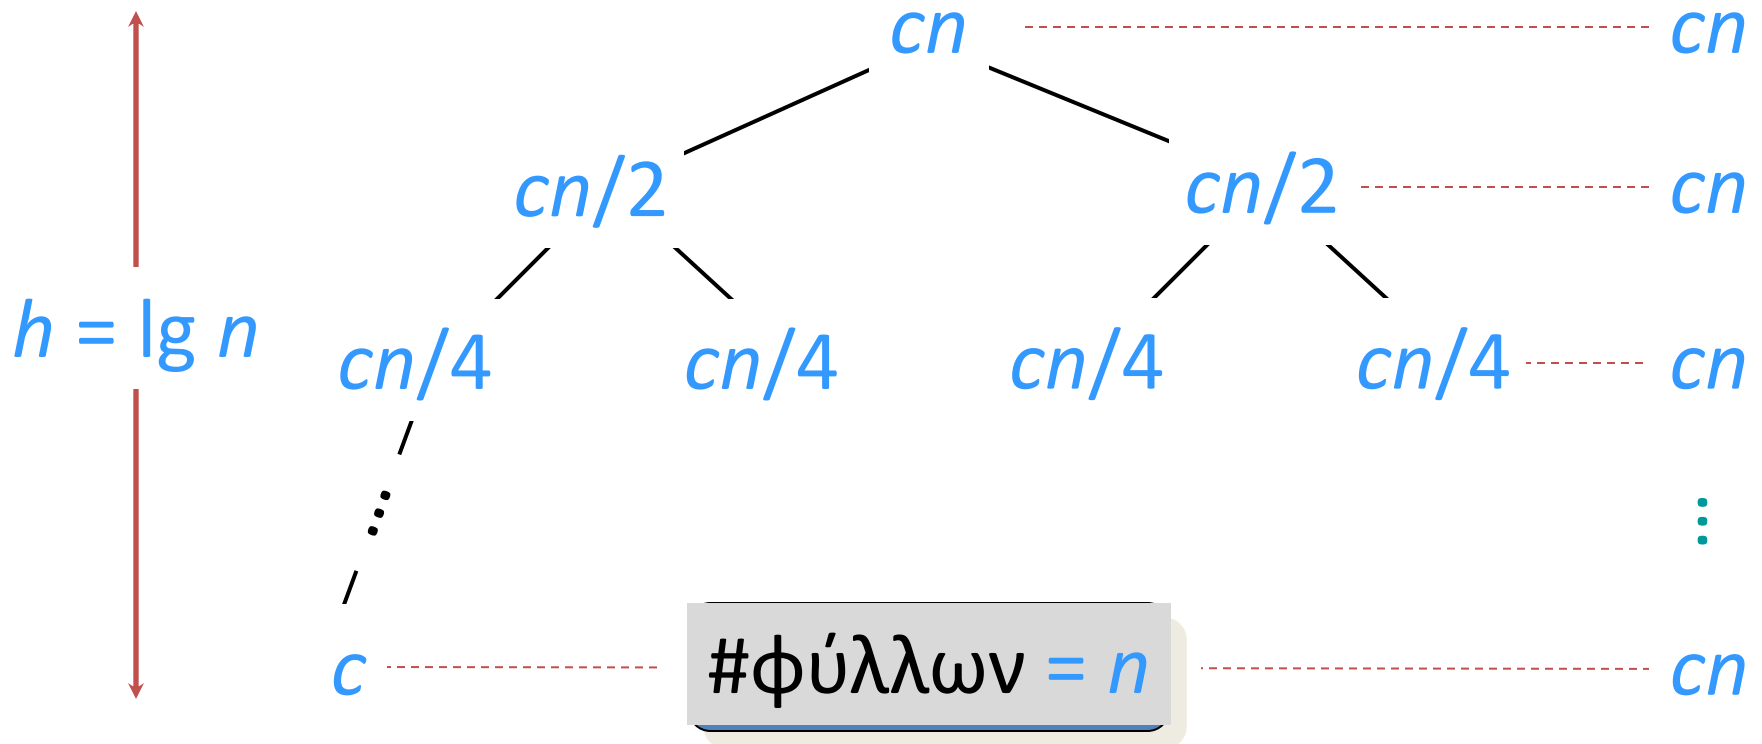 cn cn
cn/2 cn/2 cn
h = lg n
cn/4 cn/4 cn/4 cn/4 cn
⋮ ⋮
c #φύλλων = n cn